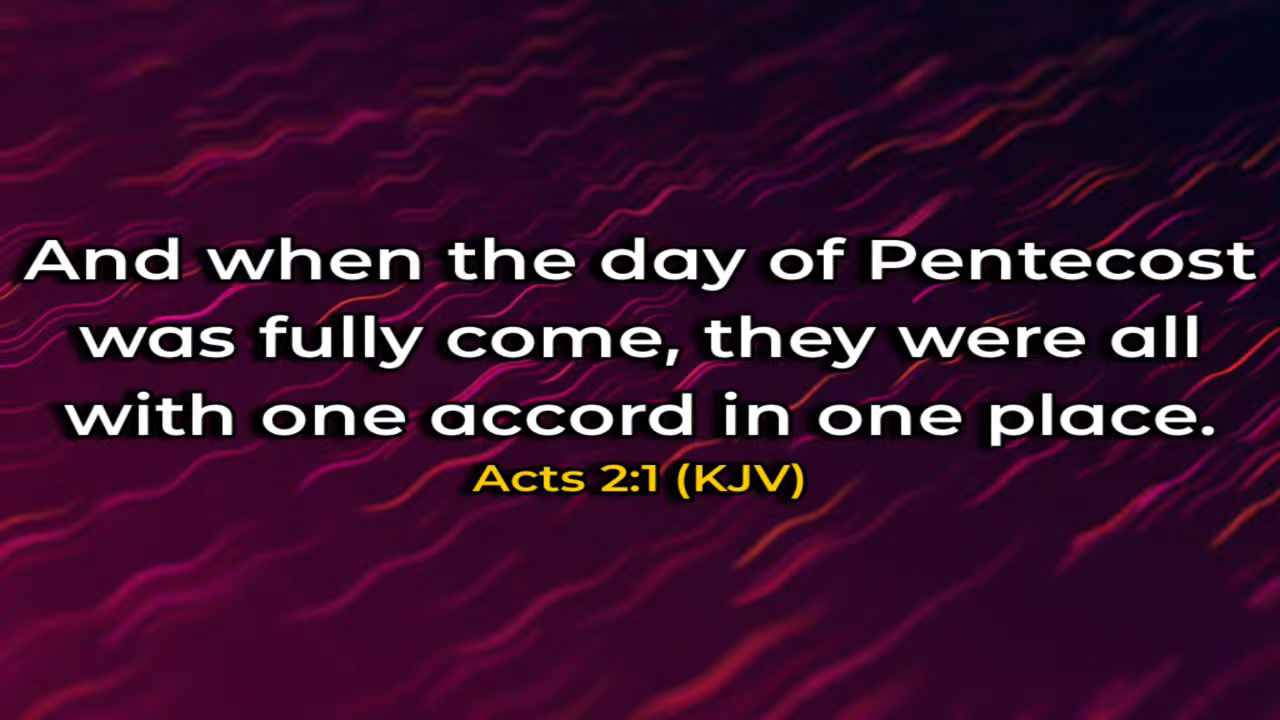 And when the day of Pentecost
was fully come, they were all
with one accord in one place.
Acts 2:1 (KJV)